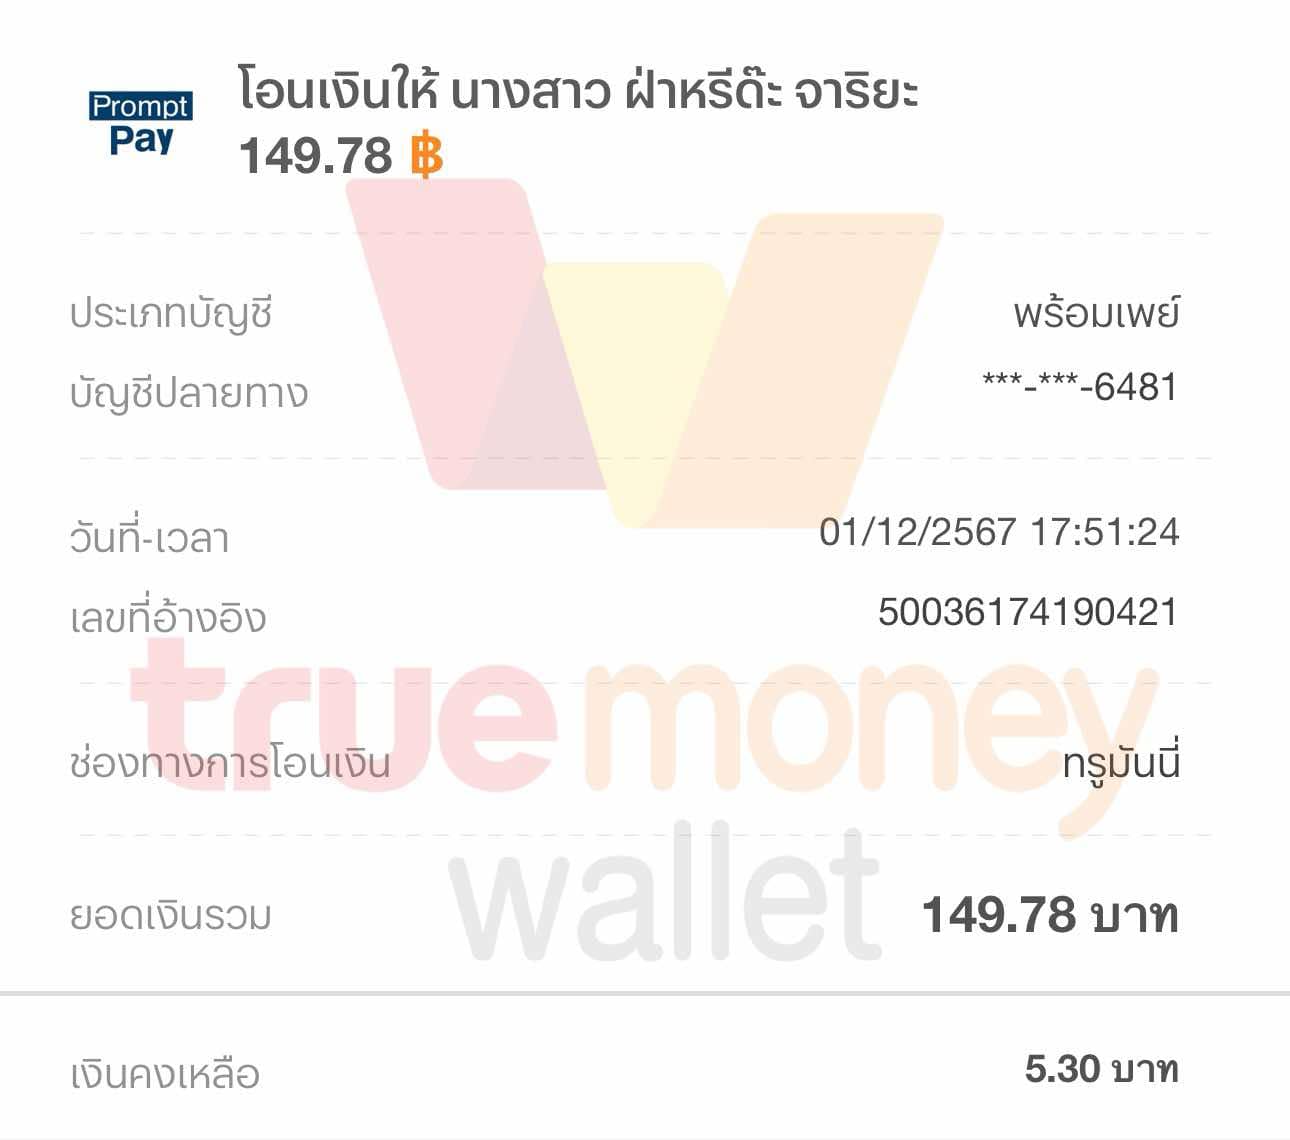 Prompt
Pay
โอนเงินให้ นางสาว ฝ่าหรีด๊ะ จาริยะ
149.78 ฿
ประเภทบัญชี พร้อมเพย์
บัญชีปลายทาง ***-***-6481
วันที่-เวลา 01/12/2567 17:51:24
เลขที่อ้างอิง 50036174190421
true money
ช่องทางการโอนเงิน ทรูมันนี่
wallet
ยอดเงินรวม 149.78 บาท
เงินคงเหลือ 5.30 บาท